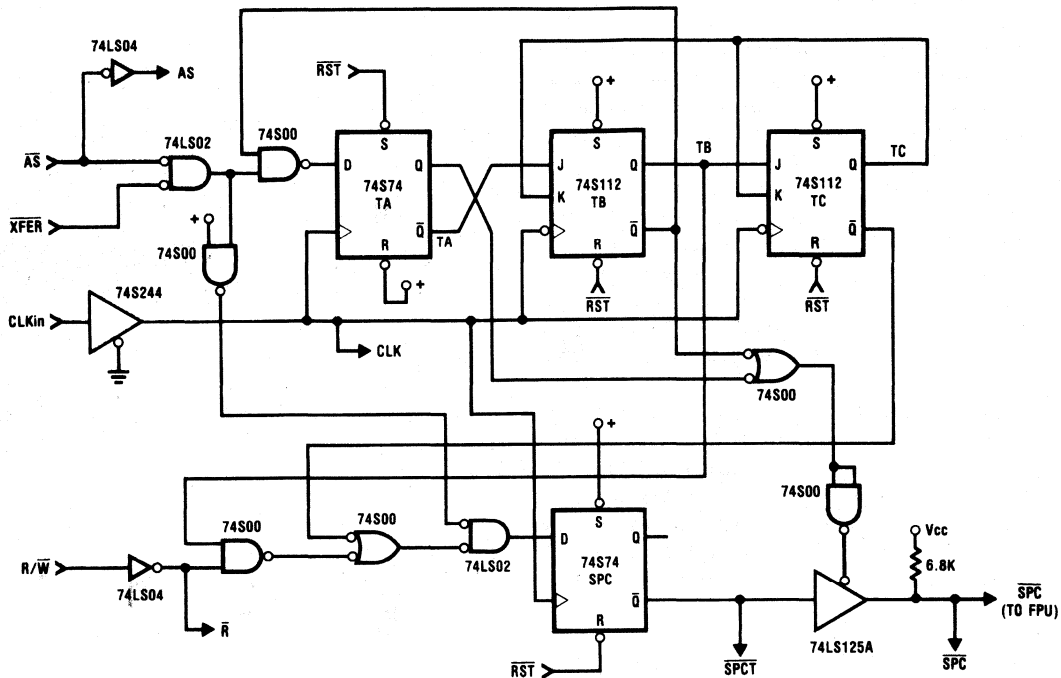 74LS04
AS
RST
+
+
74LS02
74S00
AS
D
S
Q
74S74
TA
Q
R
TA
+
J
S
Q
74S112
TB
K
Q
R
RST
TB
J
S
Q
74S112
TC
K
Q
R
RST
TC
XFER
+
74S00
74S244
CLKin
CLK
74S00
+
74S00
74S00
74S00
R/W
74LS04
R
74LS02
D
S
Q
74S74
SPC
Q
R
RST
SPCT
74LS125A
Vcc
6.8K
SPC
(TO FPU)
SPC